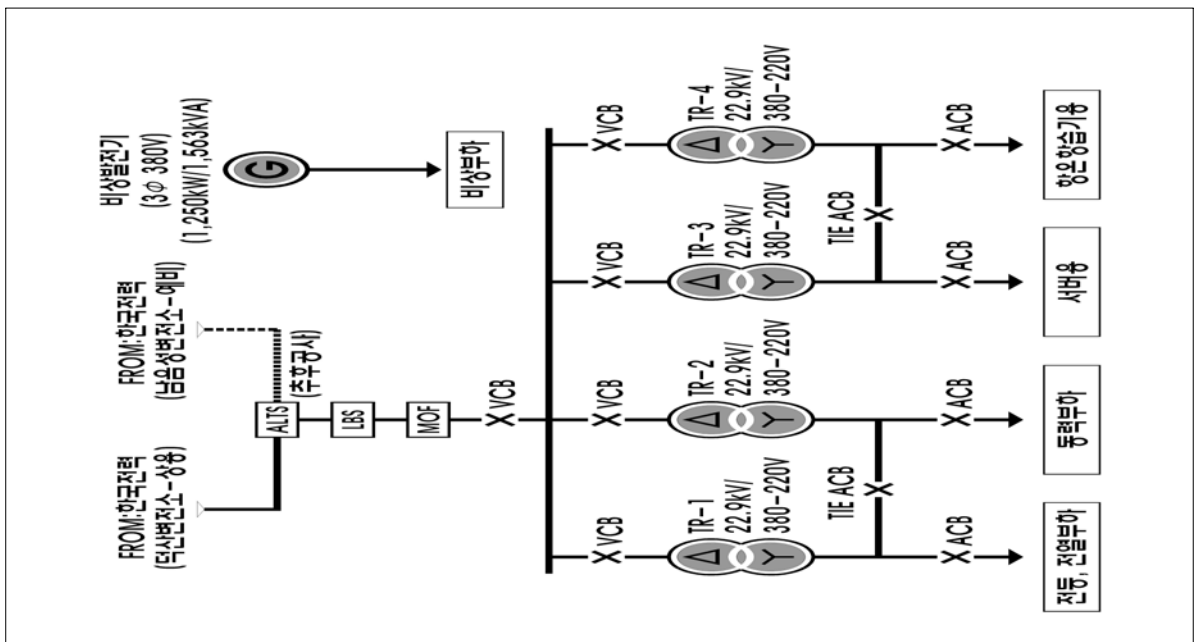 FROM:한국전력
(덕산변전소-상용)
FROM:한국전력
(남음성변전소-예비)
비상발전기
(3Φ 380V)
(1,250kW/1,563kVA)
G
ALTS
(추후공사)
LBS
MOF
VCB
비상부하
VCB
VCB
VCB
VCB
TR-1
22.9kV/
380-220V
TR-2
22.9kV/
380-220V
TR-3
22.9kV/
380-220V
TR-4
22.9kV/
380-220V
TIE ACB
TIE ACB
ACB
ACB
ACB
ACB
전등, 전열부하
동력부하
서버용
항온항습기용